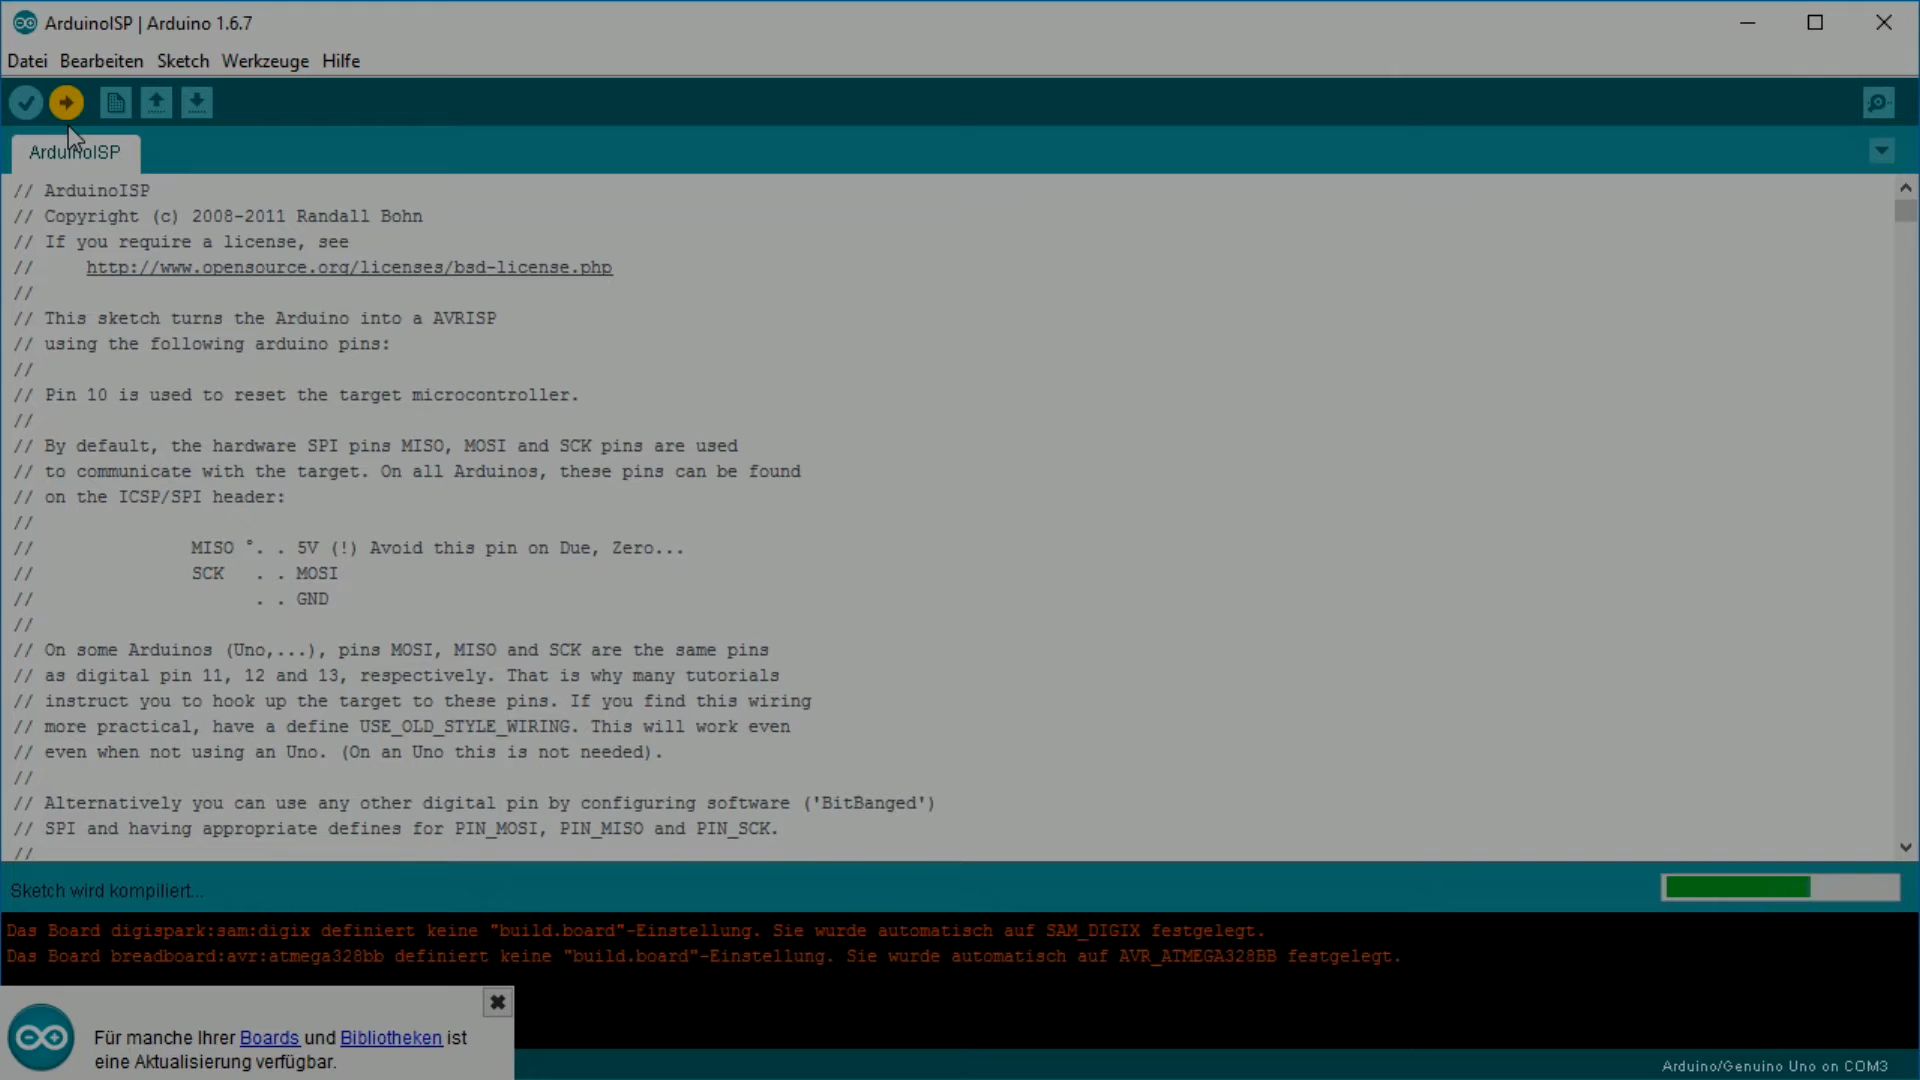 ArduinoISP | Arduino 1.6.7
Datei Bearbeiten Sketch Werkzeuge Hilfe
ArduinoISP
// ArduinoISP
// Copyright (c) 2008-2011 Randall Bohn
// If you require a license, see
//     http://www.opensource.org/licenses/bsd-license.php
//
// This sketch turns the Arduino into a AVRISP
// using the following arduino pins:
//
// Pin 10 is used to reset the target microcontroller.
//
// By default, the hardware SPI pins MISO, MOSI and SCK pins are used
// to communicate with the target. On all Arduinos, these pins can be found
// on the ICSP/SPI header:
//
//               MISO °. . 5V (!) Avoid this pin on Due, Zero...
//               SCK   . . MOSI
//                     . . GND
//
// On some Arduinos (Uno,...), pins MOSI, MISO and SCK are the same pins
// as digital pin 11, 12 and 13, respectively. That is why many tutorials
// instruct you to hook up the target to these pins. If you find this wiring
// more practical, have a define USE_OLD_STYLE_WIRING. This will work even
// even when not using an Uno. (On an Uno this is not needed).
//
// Alternatively you can use any other digital pin by configuring software ('BitBanged')
// SPI and having appropriate defines for PIN_MOSI, PIN_MISO and PIN_SCK.
//
Sketch wird kompiliert...
Das Board digispark:sam:digix definiert keine "build.board"-Einstellung. Sie wurde automatisch auf SAM_DIGIX festgelegt.
Das Board breadboard:avr:atmega328bb definiert keine "build.board"-Einstellung. Sie wurde automatisch auf AVR_ATMEGA328BB festgelegt.
Für manche Ihrer Boards und Bibliotheken ist
eine Aktualisierung verfügbar.
Arduino/Genuino Uno on COM3